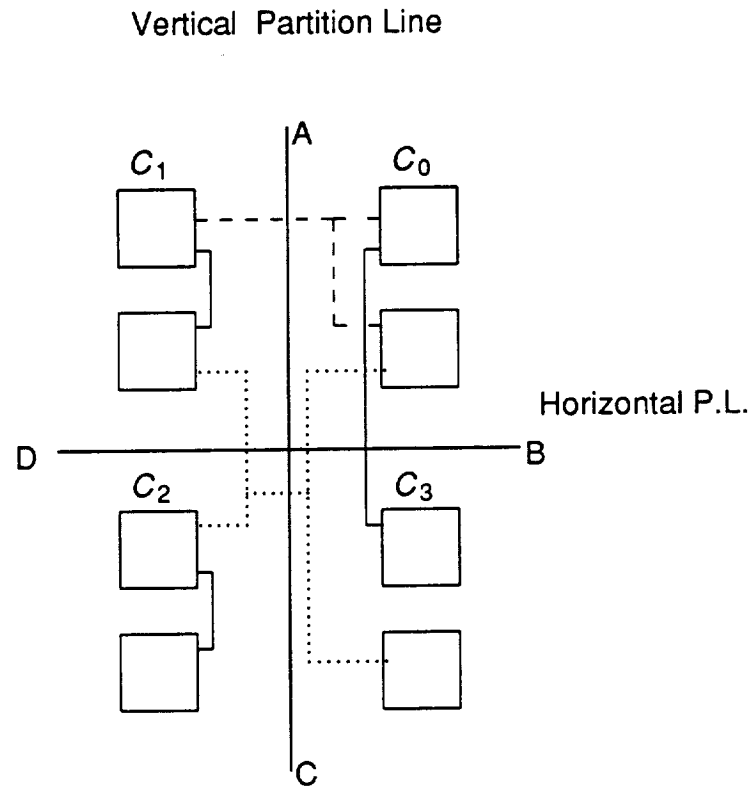 Vertical Partition Line
A
C1
C0
Horizontal P.L.
D
B
C2
C3
C